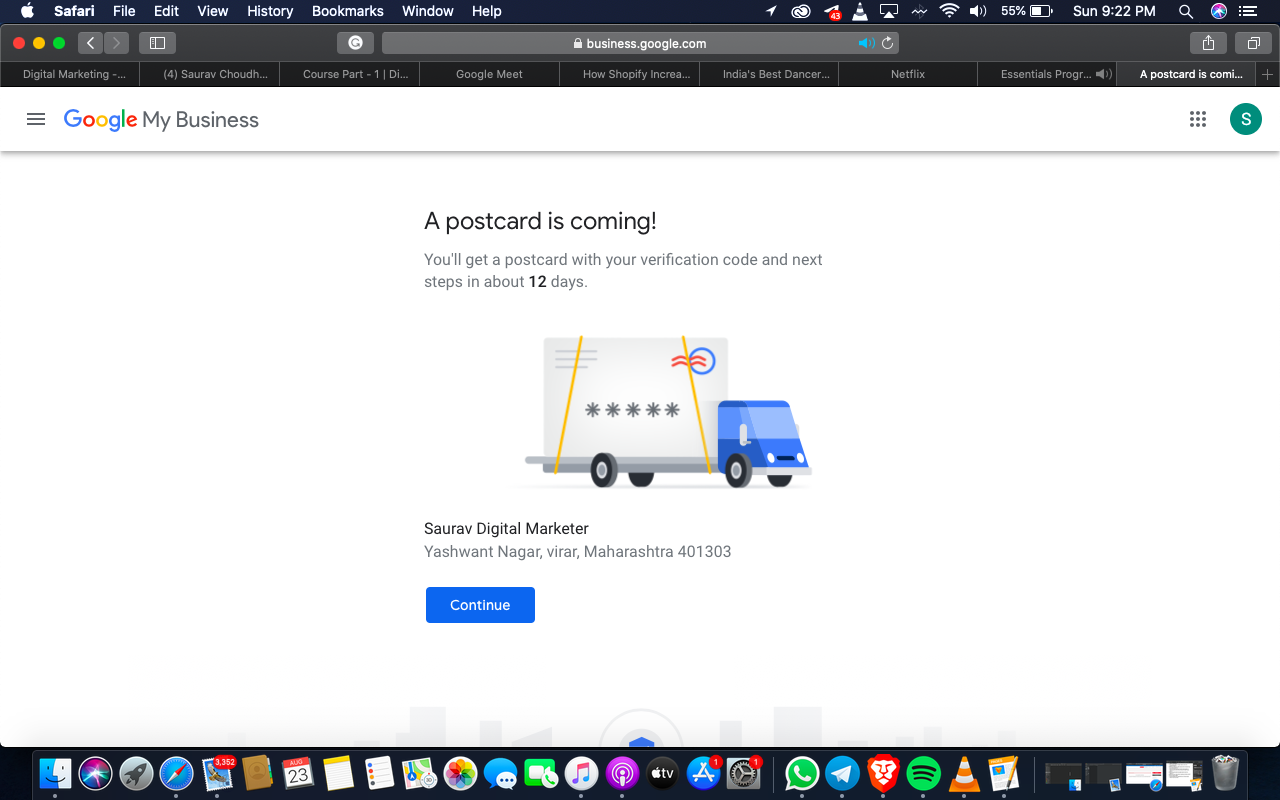 Safari File Edit View History Bookmarks Window Help 43 55% Sun 9:22 PM
business.google.com
Digital Marketing -... (4) Saurav Choudh... Course Part - 1 | Di... Google Meet How Shopify Increa... India's Best Dancer... Netflix Essentials Progr... A postcard is comi...
Google My Business S
A postcard is coming!
You'll get a postcard with your verification code and next
steps in about 12 days.
*****
Saurav Digital Marketer
Yashwant Nagar, virar, Maharashtra 401303
Continue
3,352 AUG 23 tv 1 1